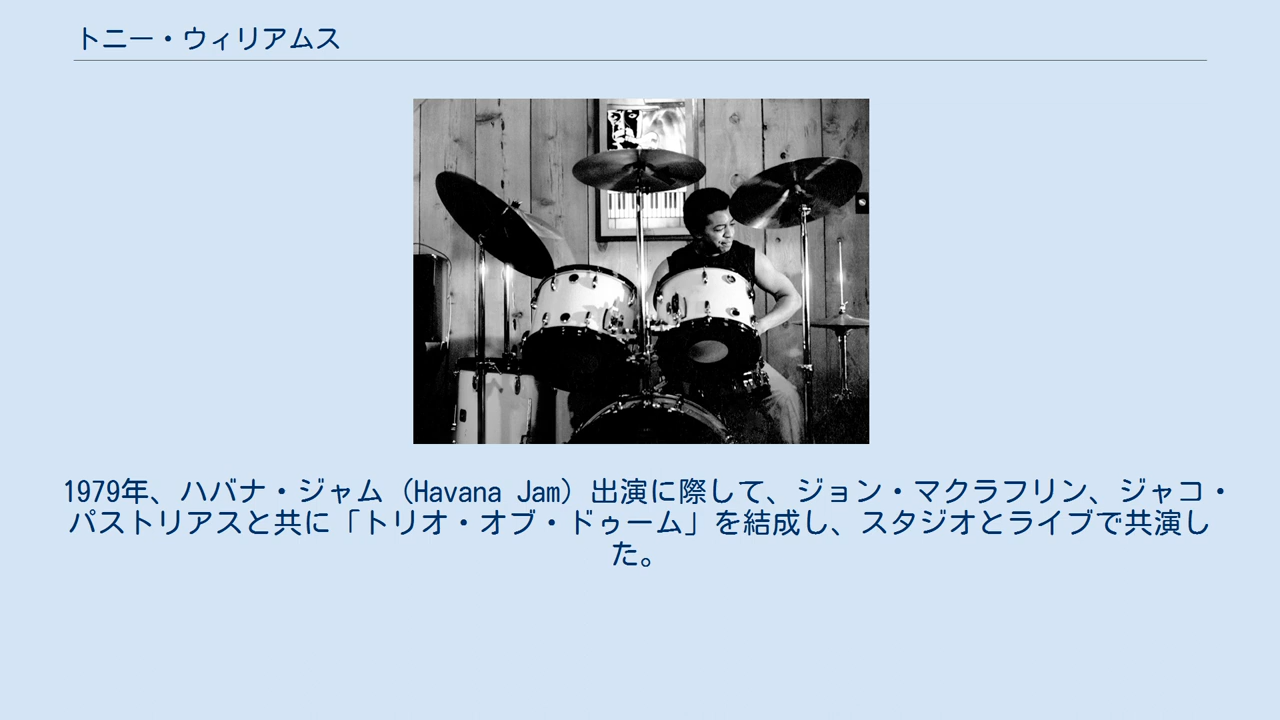 トニー・ウィリアムス
1979年、ハバナ・ジャム（Havana Jam）出演に際して、ジョン・マクラフリン、ジャコ・
パストリアスと共に「トリオ・オブ・ドゥーム」を結成し、スタジオとライブで共演し
た。